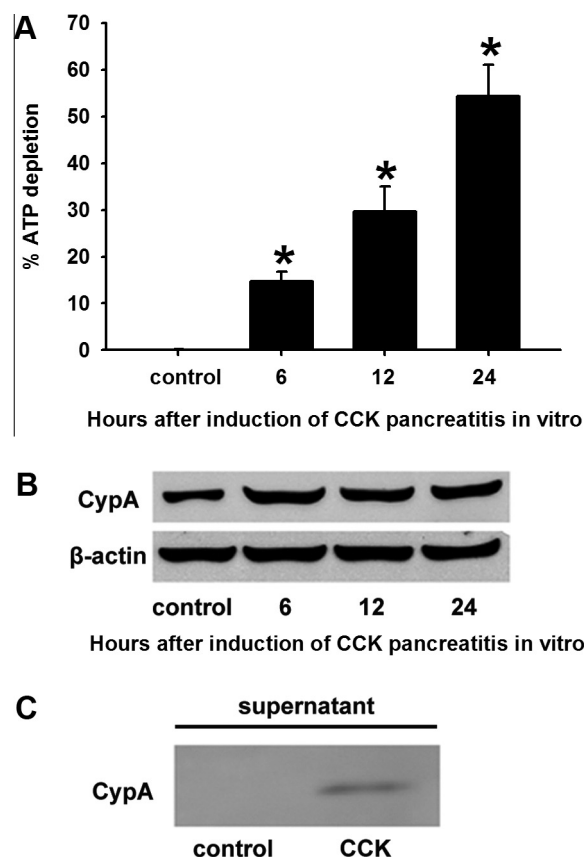 A
70
60
50
40
30
20
10
0
% ATP depletion
* * *
control 6 12 24
Hours after induction of CCK pancreatitis in vitro
B
CypA
β-actin
control 6 12 24
Hours after induction of CCK pancreatitis in vitro
C
supernatant
CypA
control CCK